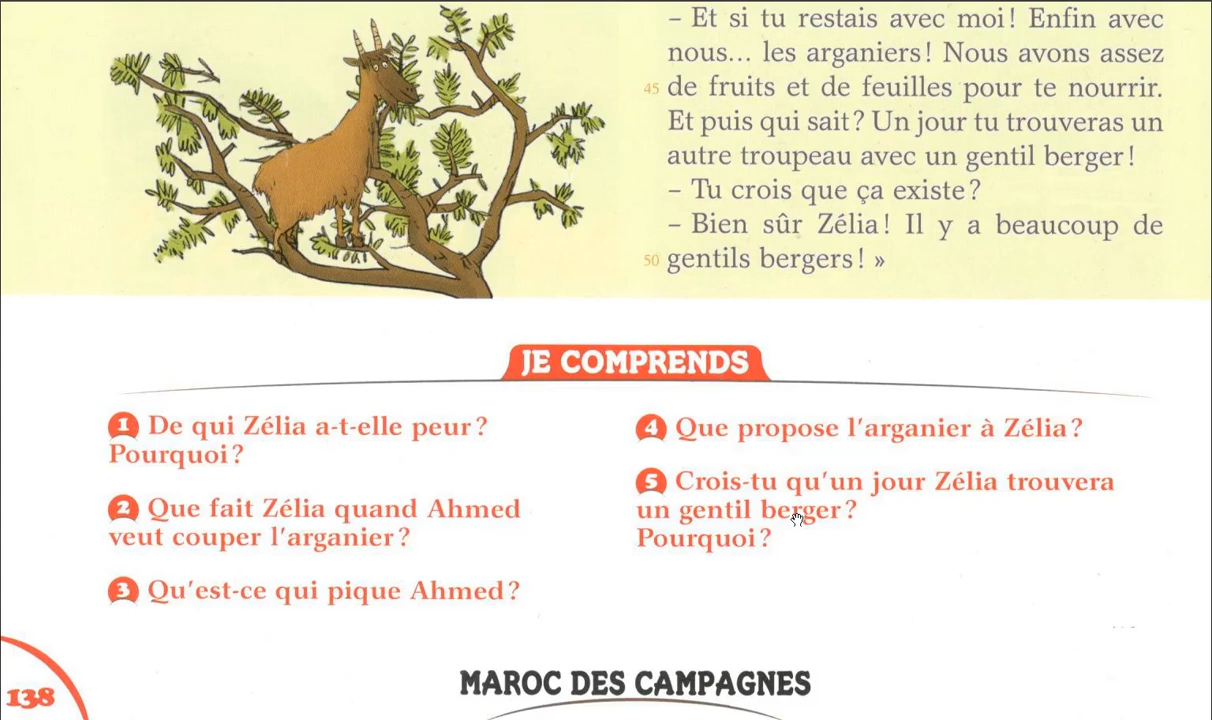 – Et si tu restais avec moi ! Enfin avec
nous... les arganiers ! Nous avons assez
45 de fruits et de feuilles pour te nourrir.
Et puis qui sait ? Un jour tu trouveras un
autre troupeau avec un gentil berger !
– Tu crois que ça existe ?
– Bien sûr Zélia ! Il y a beaucoup de
50 gentils bergers ! »
JE COMPRENDS
1 De qui Zélia a-t-elle peur ?
Pourquoi ?
2 Que fait Zélia quand Ahmed
veut couper l'arganier ?
3 Qu'est-ce qui pique Ahmed ?
4 Que propose l'arganier à Zélia ?
5 Crois-tu qu'un jour Zélia trouvera
un gentil berger ?
Pourquoi ?
138
MAROC DES CAMPAGNES